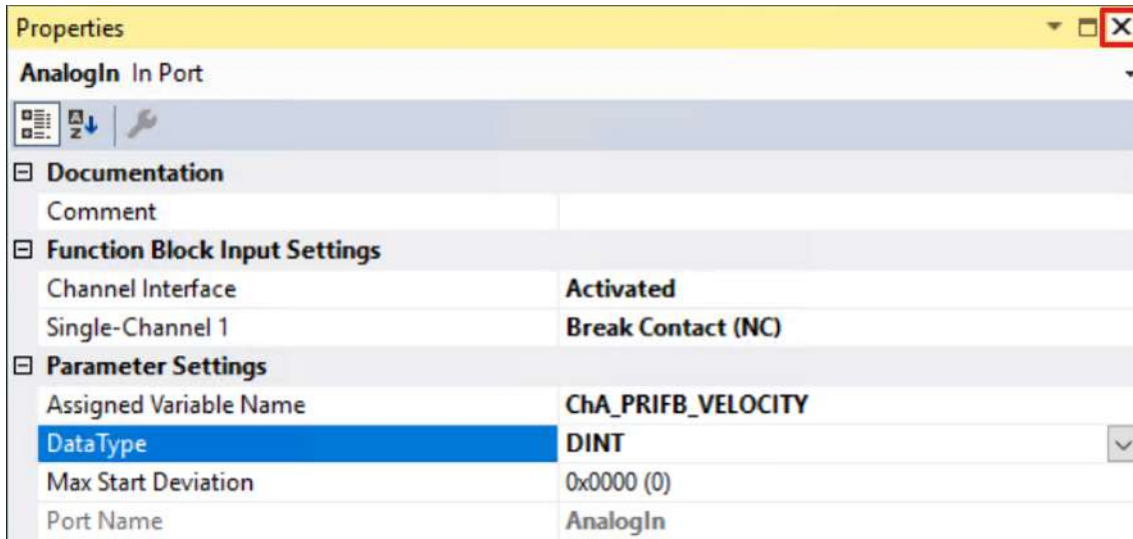 Properties
AnalogIn In Port
Documentation
Comment
Function Block Input Settings
Channel Interface Activated
Single-Channel 1 Break Contact (NC)
Parameter Settings
Assigned Variable Name ChA_PRIFB_VELOCITY
DataType DINT
Max Start Deviation 0x0000 (0)
Port Name AnalogIn